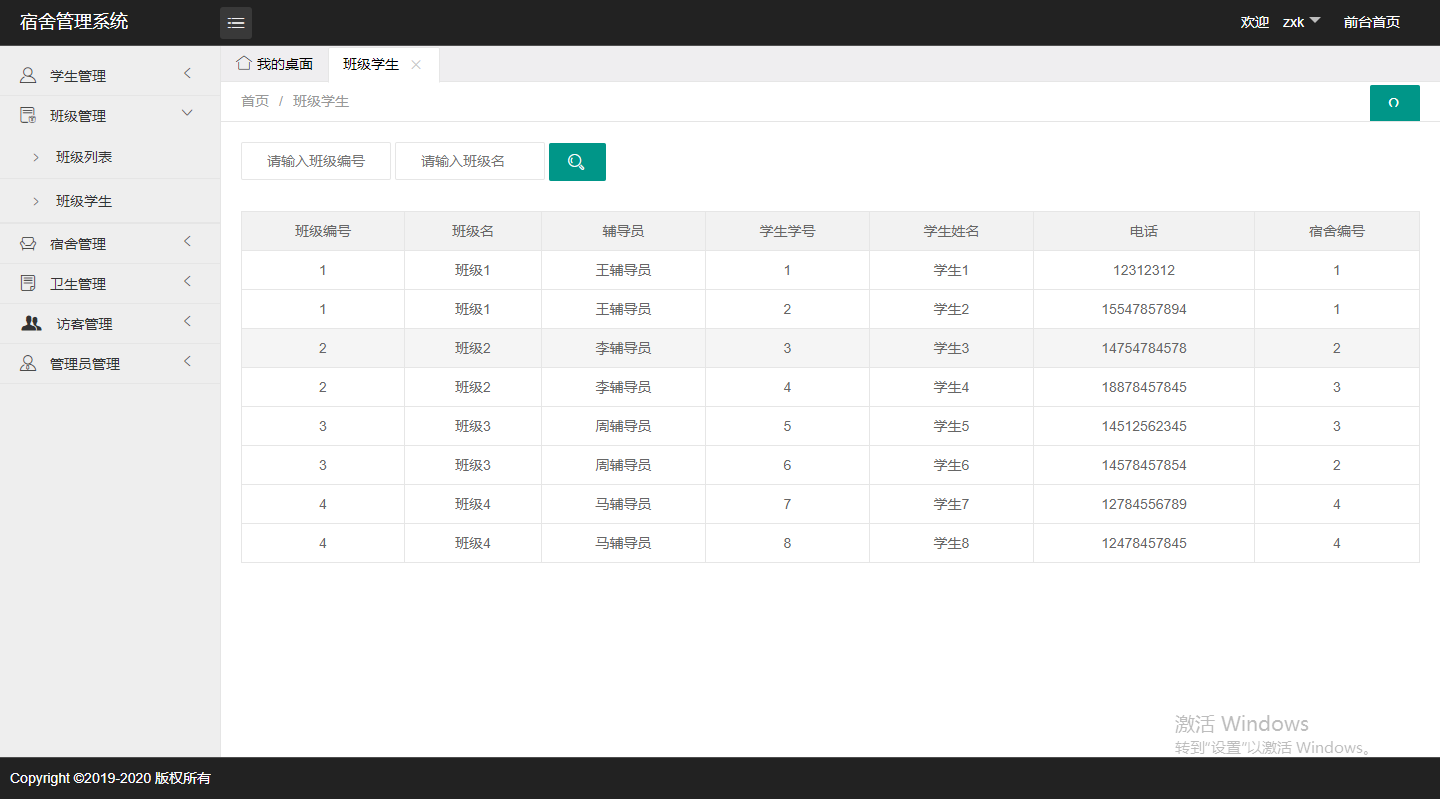 宿舍管理系统
欢迎 zxk 前台首页
学生管理
班级管理
班级列表
班级学生
宿舍管理
卫生管理
访客管理
管理员管理
我的桌面 班级学生
首页 / 班级学生
请输入班级编号 请输入班级名
班级编号 班级名 辅导员 学生学号 学生姓名 电话 宿舍编号
1 班级1 王辅导员 1 学生1 12312312 1
1 班级1 王辅导员 2 学生2 15547857894 1
2 班级2 李辅导员 3 学生3 14754784578 2
2 班级2 李辅导员 4 学生4 18878457845 3
3 班级3 周辅导员 5 学生5 14512562345 3
3 班级3 周辅导员 6 学生6 14578457854 2
4 班级4 马辅导员 7 学生7 12784556789 4
4 班级4 马辅导员 8 学生8 12478457845 4
激活 Windows
转到“设置”以激活 Windows。
Copyright ©2019-2020 版权所有